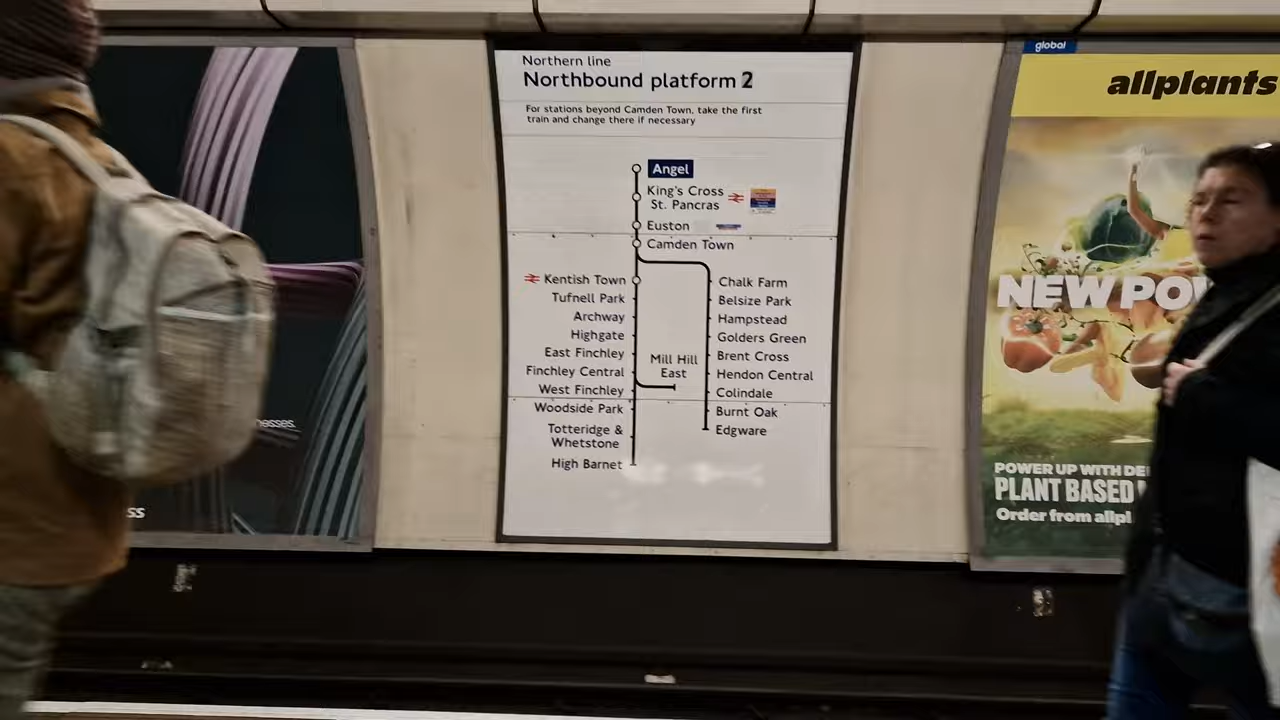 Northern line
Northbound platform 2
For stations beyond Camden Town, take the first
train and change there if necessary
Angel
King's Cross
St. Pancras
Euston
Camden Town
Kentish Town
Tufnell Park
Archway
Highgate
East Finchley
Finchley Central
West Finchley
Woodside Park
Totteridge &
Whetstone
High Barnet
Mill Hill
East
Chalk Farm
Belsize Park
Hampstead
Golders Green
Brent Cross
Hendon Central
Colindale
Burnt Oak
Edgware
global
allplants
NEW
POWER UP WITH
PLANT BASED
Order from